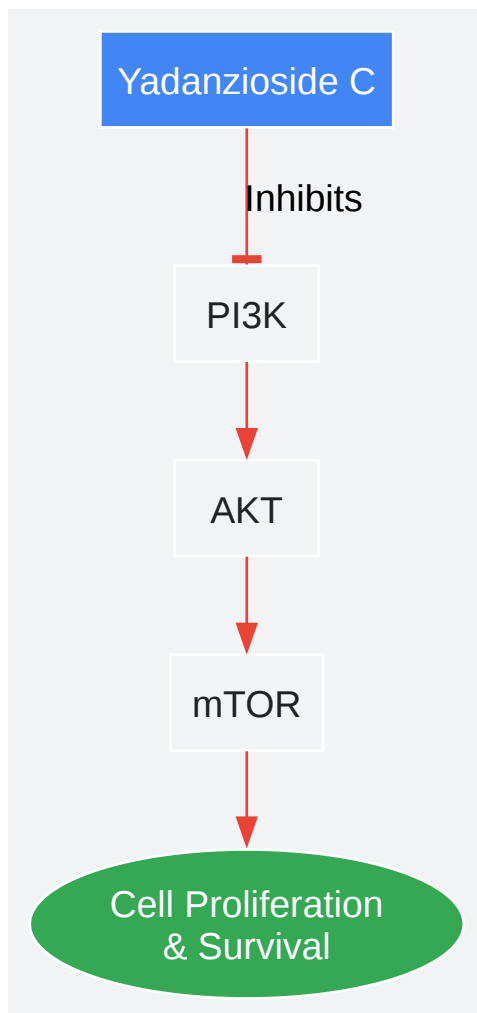 Yadanzioside C
Inhibits
PI3K
AKT
mTOR
Cell Proliferation
& Survival